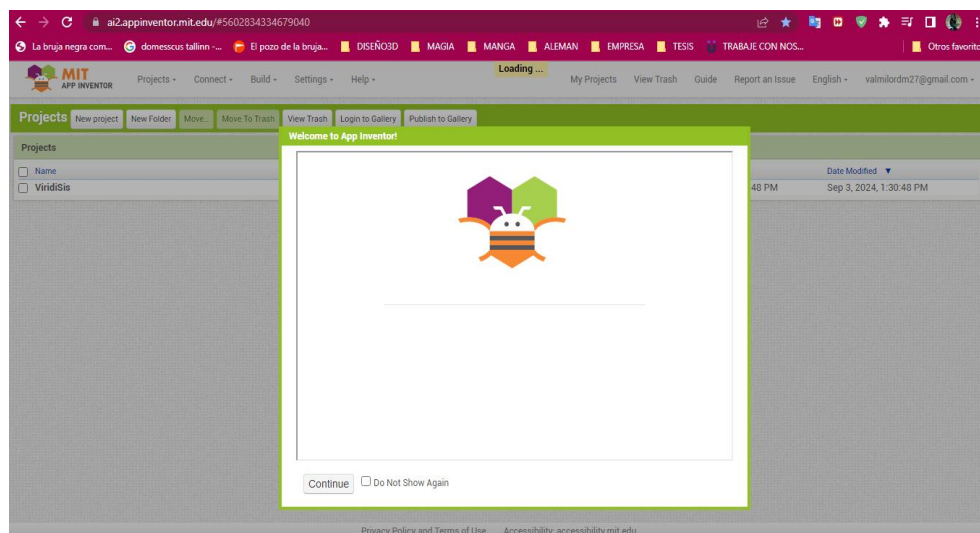 ai2.appinventor.mit.edu/#5602834334679040
La bruja negra com... domesscus tallinn -... El pozo de la bruja... DISEÑO3D MAGIA MANGA ALEMAN EMPRESA TESIS TRABAJE CON NOS... Otros favorito
MIT
APP INVENTOR
Projects Connect Build Settings Help Loading ... My Projects View Trash Guide Report an Issue English valmilordm27@gmail.com
Projects New project New Folder Move... Move To Trash View Trash Login to Gallery Publish to Gallery
Welcome to App Inventor!
Projects
Name Date Modified ▼
ViridiSis 48 PM Sep 3, 2024, 1:30:48 PM
Continue Do Not Show Again
Privacy Policy and Terms of Use Accessibility: accessibility.mit.edu